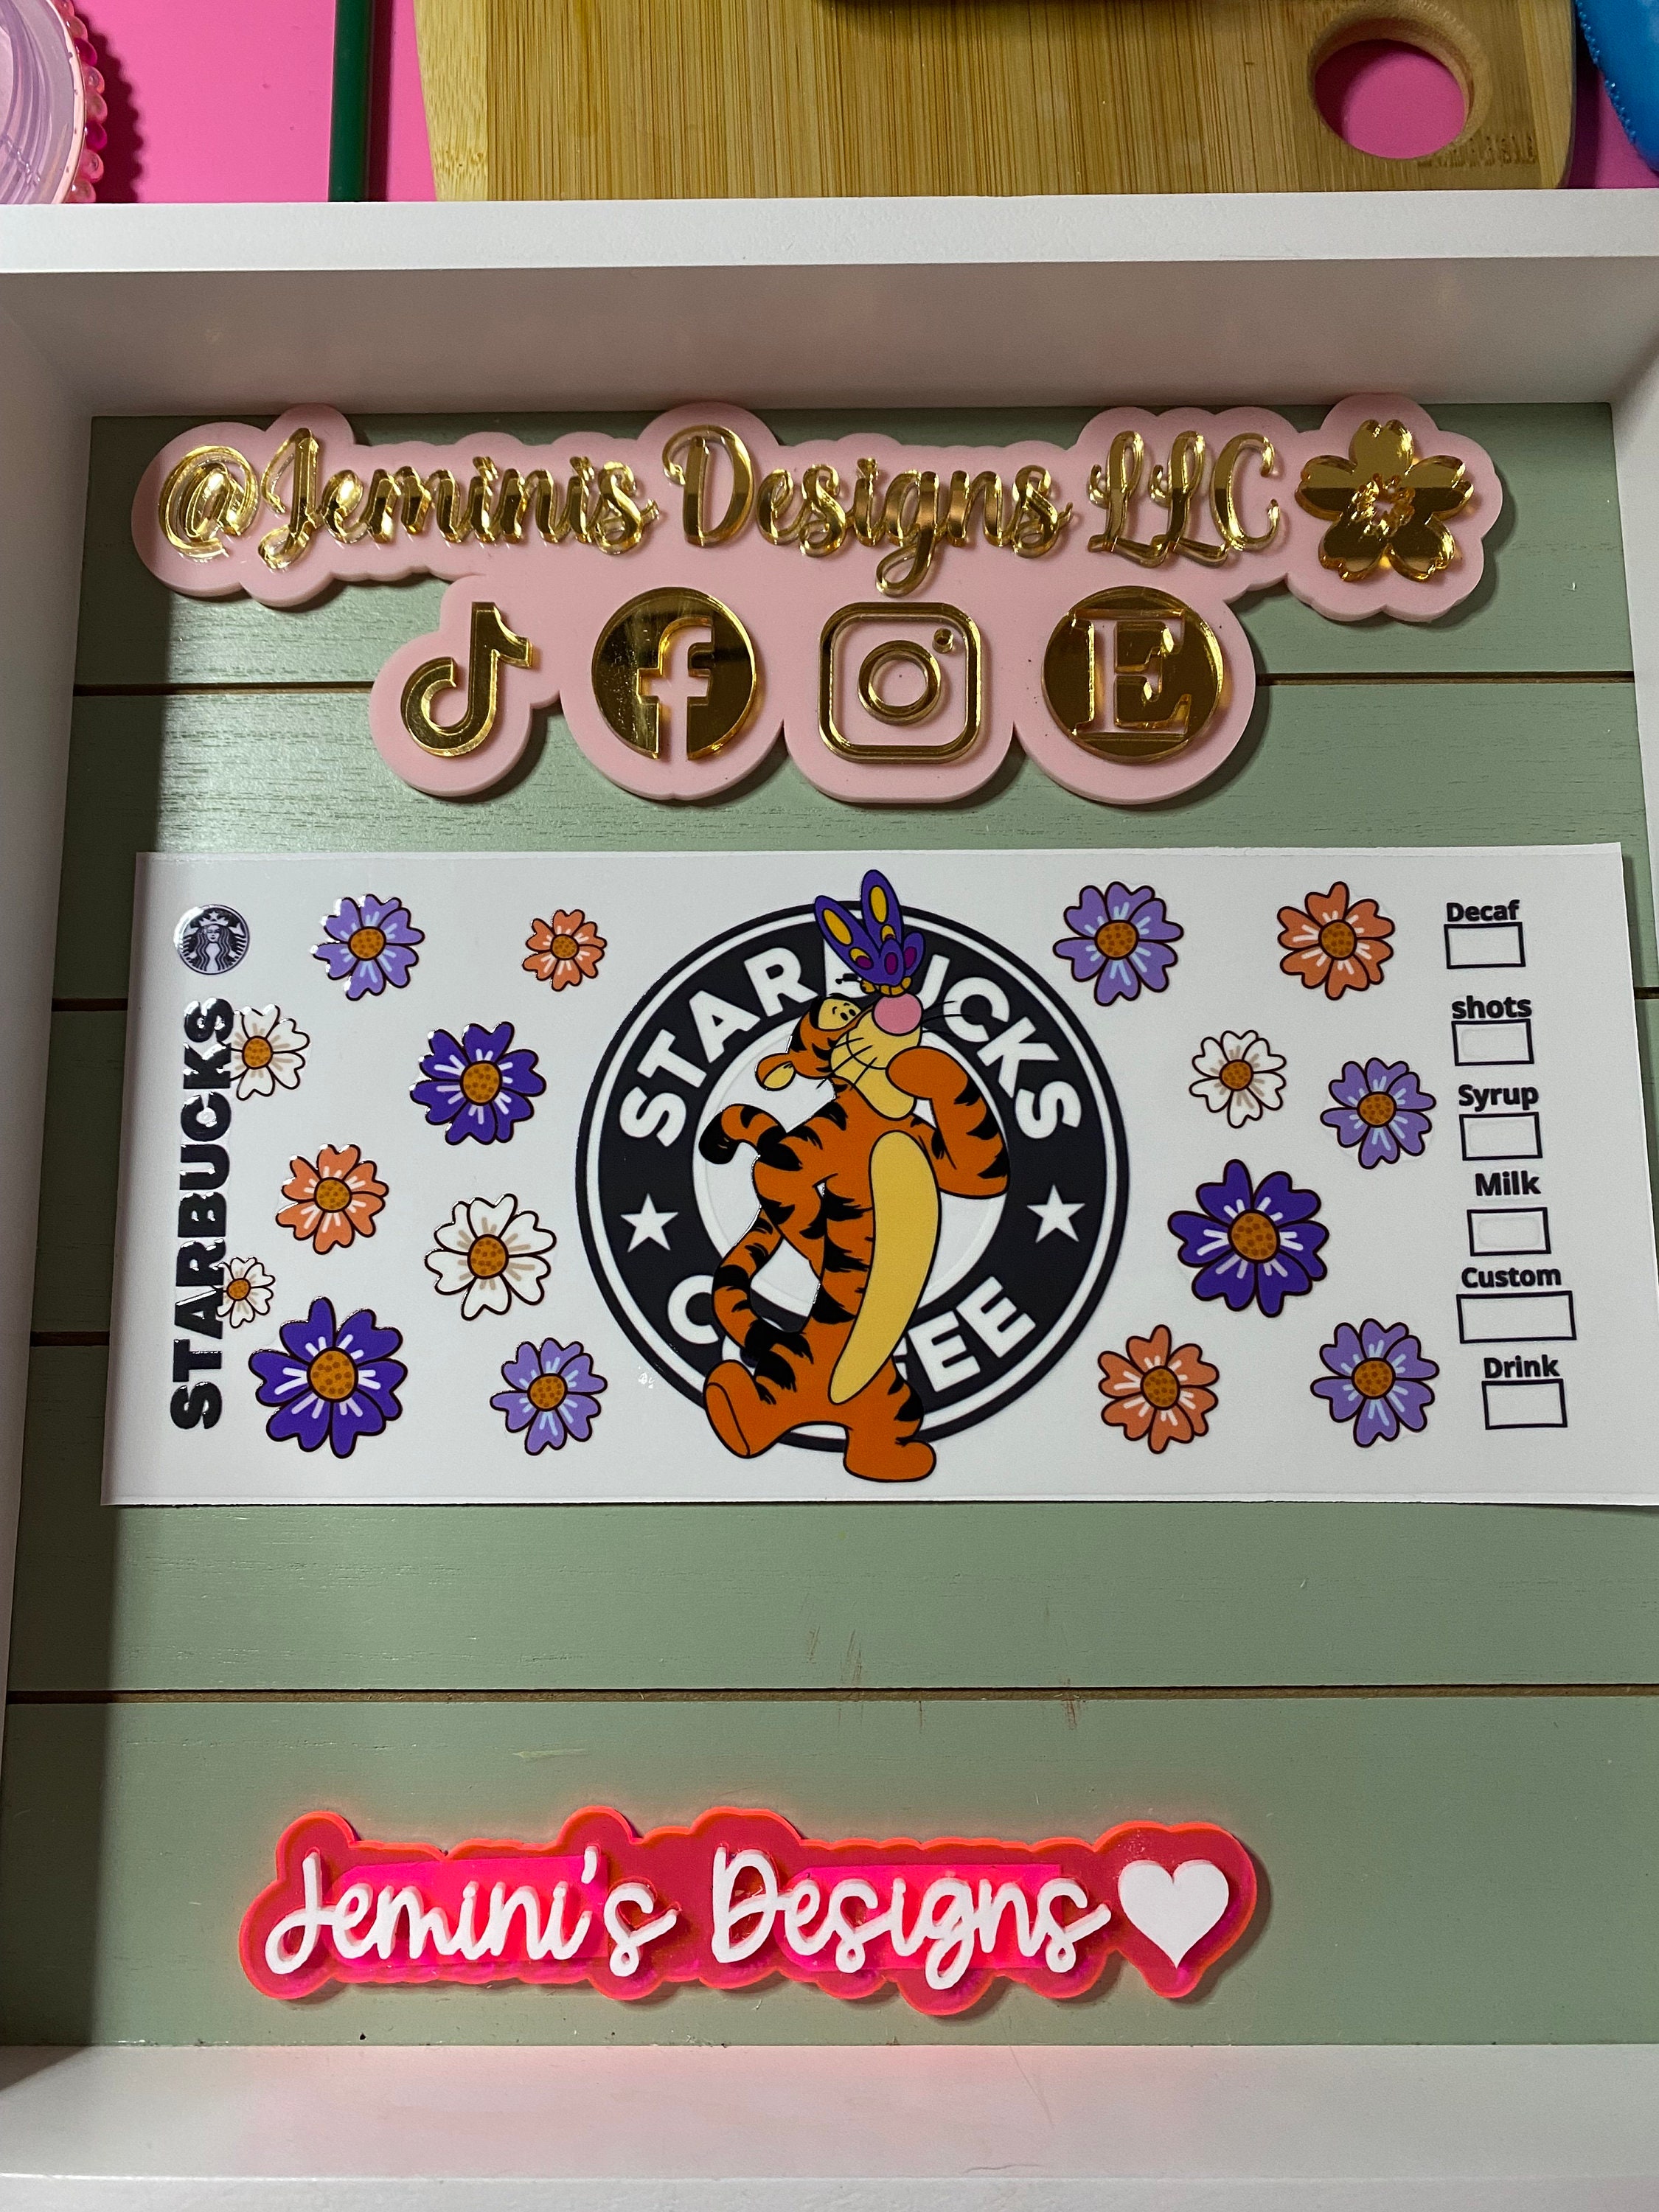 @Jeminis Designs LLC
f
E
STARBUCKS
STARBUCKS
COFFEE
Decaf
shots
Syrup
Milk
Custom
Drink
Jemini's Designs